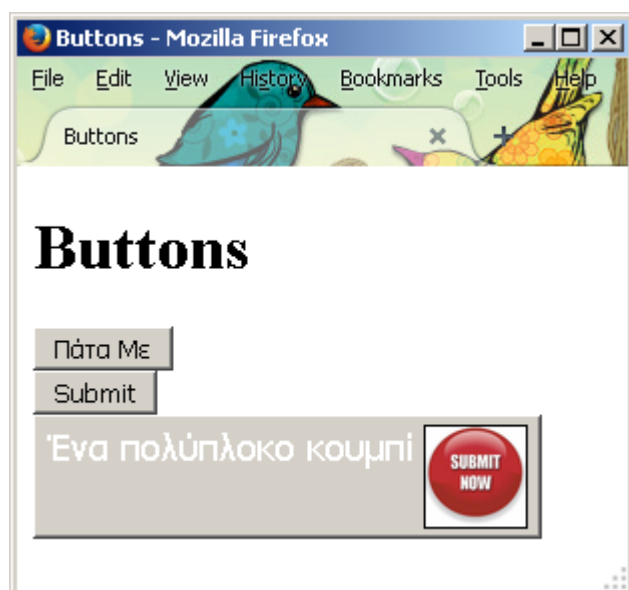 Buttons - Mozilla Firefox
File Edit View History Bookmarks Tools Help
Buttons
Buttons
Πάτα Με
Submit
Ένα πολύπλοκο κουμπί
SUBMIT
NOW